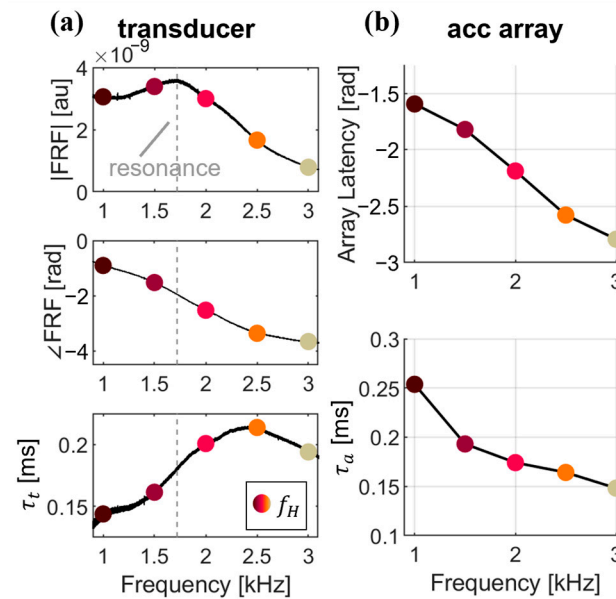 (a) transducer
× 10⁻⁹
|FRF| [au]
4
2
0
resonance
1 1.5 2 2.5 3
∠FRF [rad]
0
−2
−4
1 1.5 2 2.5 3
τt [ms]
0.2
0.15
fH
1 1.5 2 2.5 3
Frequency [kHz]
(b) acc array
Array Latency [rad]
−1.5
−2
−2.5
−3
1 2 3
τa [ms]
0.3
0.25
0.2
0.15
0.1
1 2 3
Frequency [kHz]